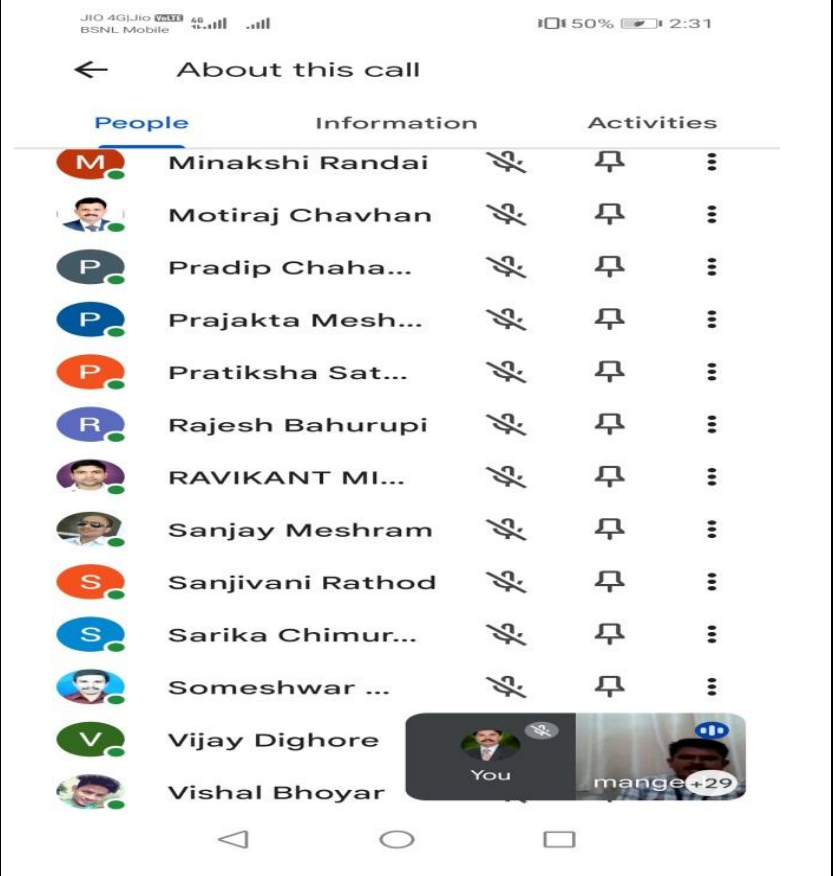 JIO 4G|Jio VoLTE 4G 50% 2:31
BSNL Mobile
About this call
People Information Activities
M Minakshi Randai
Motiraj Chavhan
P Pradip Chaha...
P Prajakta Mesh...
P Pratiksha Sat...
R Rajesh Bahurupi
RAVIKANT MI...
Sanjay Meshram
S Sanjivani Rathod
S Sarika Chimur...
Someshwar ...
V Vijay Dighore
You mange +29
Vishal Bhoyar